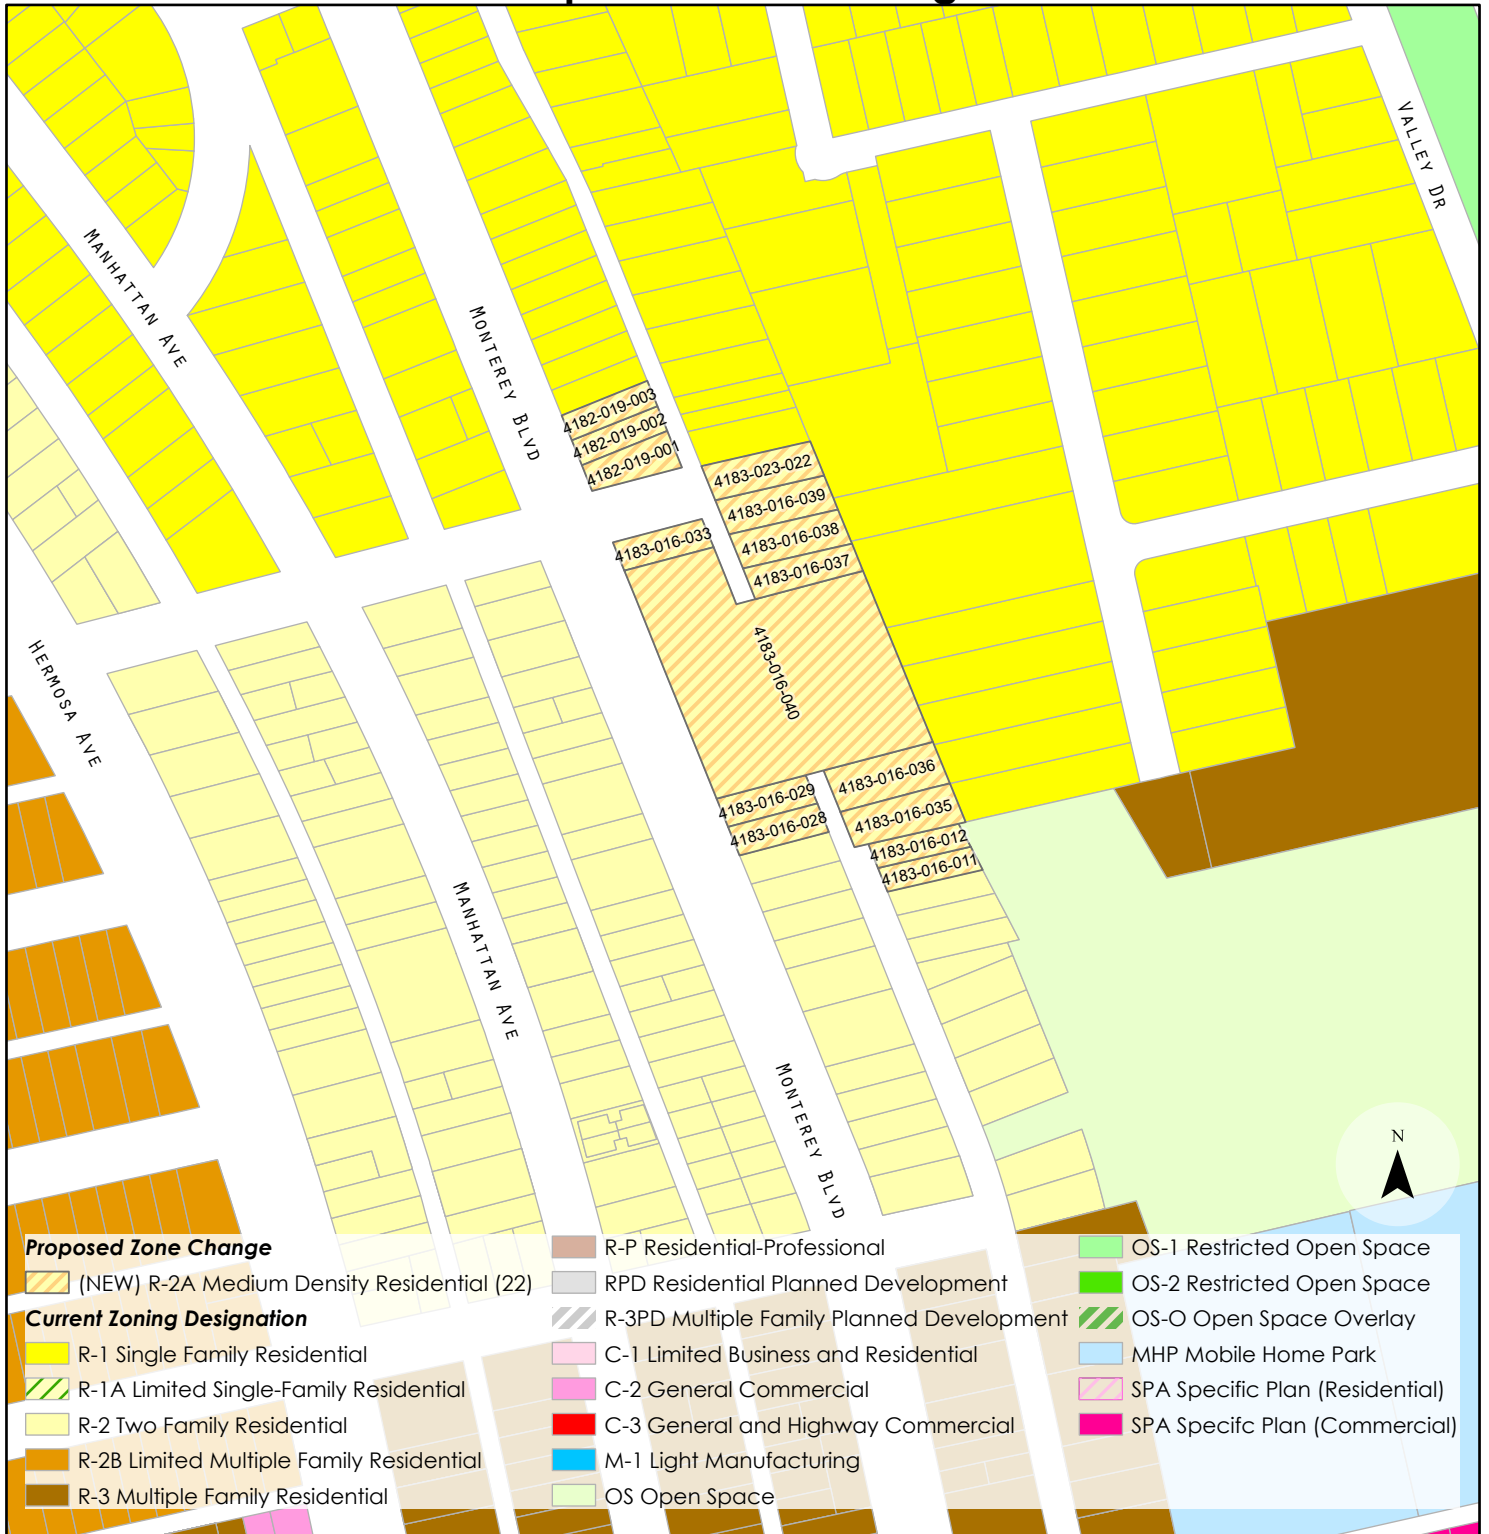 VALLEY DR
MANHATTAN AVE
MONTEREY BLVD
4182-019-003
4182-019-002
4182-019-001
4183-023-022
4183-016-039
4183-016-038
4183-016-037
4183-016-033
4183-016-040
HERMOSA AVE
4183-016-036
4183-016-035
4183-016-029
4183-016-028
4183-016-012
4183-016-011
MANHATTAN AVE
MONTEREY BLVD
N
Proposed Zone Change
(NEW) R-2A Medium Density Residential (22)
Current Zoning Designation
R-1 Single Family Residential
R-1A Limited Single-Family Residential
R-2 Two Family Residential
R-2B Limited Multiple Family Residential
R-3 Multiple Family Residential
R-P Residential-Professional
RPD Residential Planned Development
R-3PD Multiple Family Planned Development
C-1 Limited Business and Residential
C-2 General Commercial
C-3 General and Highway Commercial
M-1 Light Manufacturing
OS Open Space
OS-1 Restricted Open Space
OS-2 Restricted Open Space
OS-O Open Space Overlay
MHP Mobile Home Park
SPA Specific Plan (Residential)
SPA Specifc Plan (Commercial)